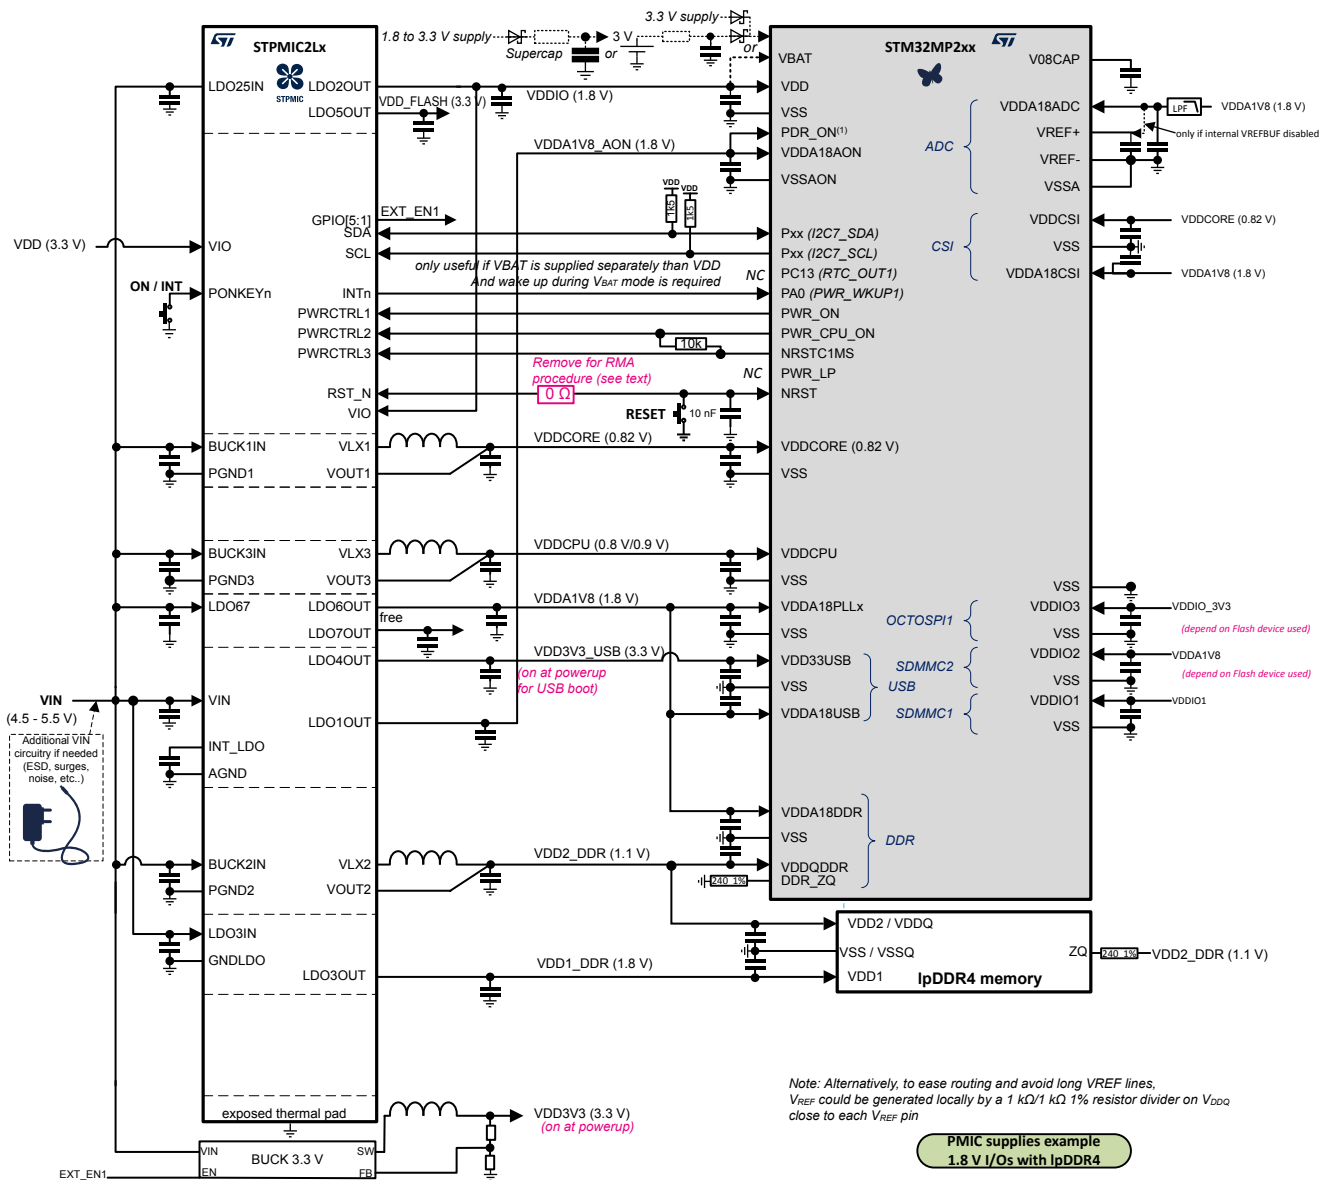 3.3 V supply
1.8 to 3.3 V supply
3 V
Supercap
or
or
STPMIC2Lx
STPMIC
LDO25IN
LDO2OUT
LDO5OUT
VDD_FLASH (3.3 V)
VDDIO (1.8 V)
VDDA1V8_AON (1.8 V)
GPIO[5:1]
EXT_EN1
SDA
SCL
VDD
VDD
1k5
1k5
VDD (3.3 V)
VIO
only useful if VBAT is supplied separately than VDD
And wake up during VBAT mode is required
NC
ON / INT
PONKEYn
INTn
PWRCTRL1
PWRCTRL2
PWRCTRL3
10k
Remove for RMA
procedure (see text)
NC
RST_N
0 Ω
VIO
RESET
10 nF
BUCK1IN
VLX1
VDDCORE (0.82 V)
PGND1
VOUT1
BUCK3IN
VLX3
VDDCPU (0.8 V/0.9 V)
PGND3
VOUT3
LDO67
LDO6OUT
VDDA1V8 (1.8 V)
free
LDO7OUT
LDO4OUT
VDD3V3_USB (3.3 V)
(on at powerup
for USB boot)
VIN
(4.5 - 5.5 V)
VIN
LDO1OUT
Additional VIN
circuitry if needed
(ESD, surges,
noise, etc..)
INT_LDO
AGND
BUCK2IN
VLX2
VDD2_DDR (1.1 V)
PGND2
VOUT2
LDO3IN
GNDLDO
LDO3OUT
VDD1_DDR (1.8 V)
exposed thermal pad
VIN
SW
BUCK 3.3 V
EN
FB
EXT_EN1
VDD3V3 (3.3 V)
(on at powerup)
STM32MP2xx
VBAT
VDD
VSS
PDR_ON(1)
VDDA18AON
VSSAON
Pxx (I2C7_SDA)
Pxx (I2C7_SCL)
PC13 (RTC_OUT1)
PA0 (PWR_WKUP1)
PWR_ON
PWR_CPU_ON
NRSTC1MS
PWR_LP
NRST
VDDCORE (0.82 V)
VSS
VDDCPU
VSS
VDDA18PLLx
VSS
VDD33USB
VSS
VDDA18USB
USB
VDDA18DDR
VSS
VDDQDDR
DDR_ZQ
DDR
240 1%
V08CAP
VDDA18ADC
VREF+
VREF-
VSSA
ADC
LPF
VDDA1V8 (1.8 V)
only if internal VREFBUF disabled
VDDCSI
VSS
VDDA18CSI
CSI
VDDCORE (0.82 V)
VDDA1V8 (1.8 V)
VSS
VDDIO3
VSS
OCTOSPI1
VDDIO_3V3
(depend on Flash device used)
VDDIO2
VSS
SDMMC2
VDDA1V8
(depend on Flash device used)
VDDIO1
VSS
SDMMC1
VDDIO1
VDD2 / VDDQ
VSS / VSSQ
VDD1
ZQ
lpDDR4 memory
240 1%
VDD2_DDR (1.1 V)
Note: Alternatively, to ease routing and avoid long VREF lines,
VREF could be generated locally by a 1 kΩ/1 kΩ 1% resistor divider on VDDQ
close to each VREF pin
PMIC supplies example
1.8 V I/Os with lpDDR4